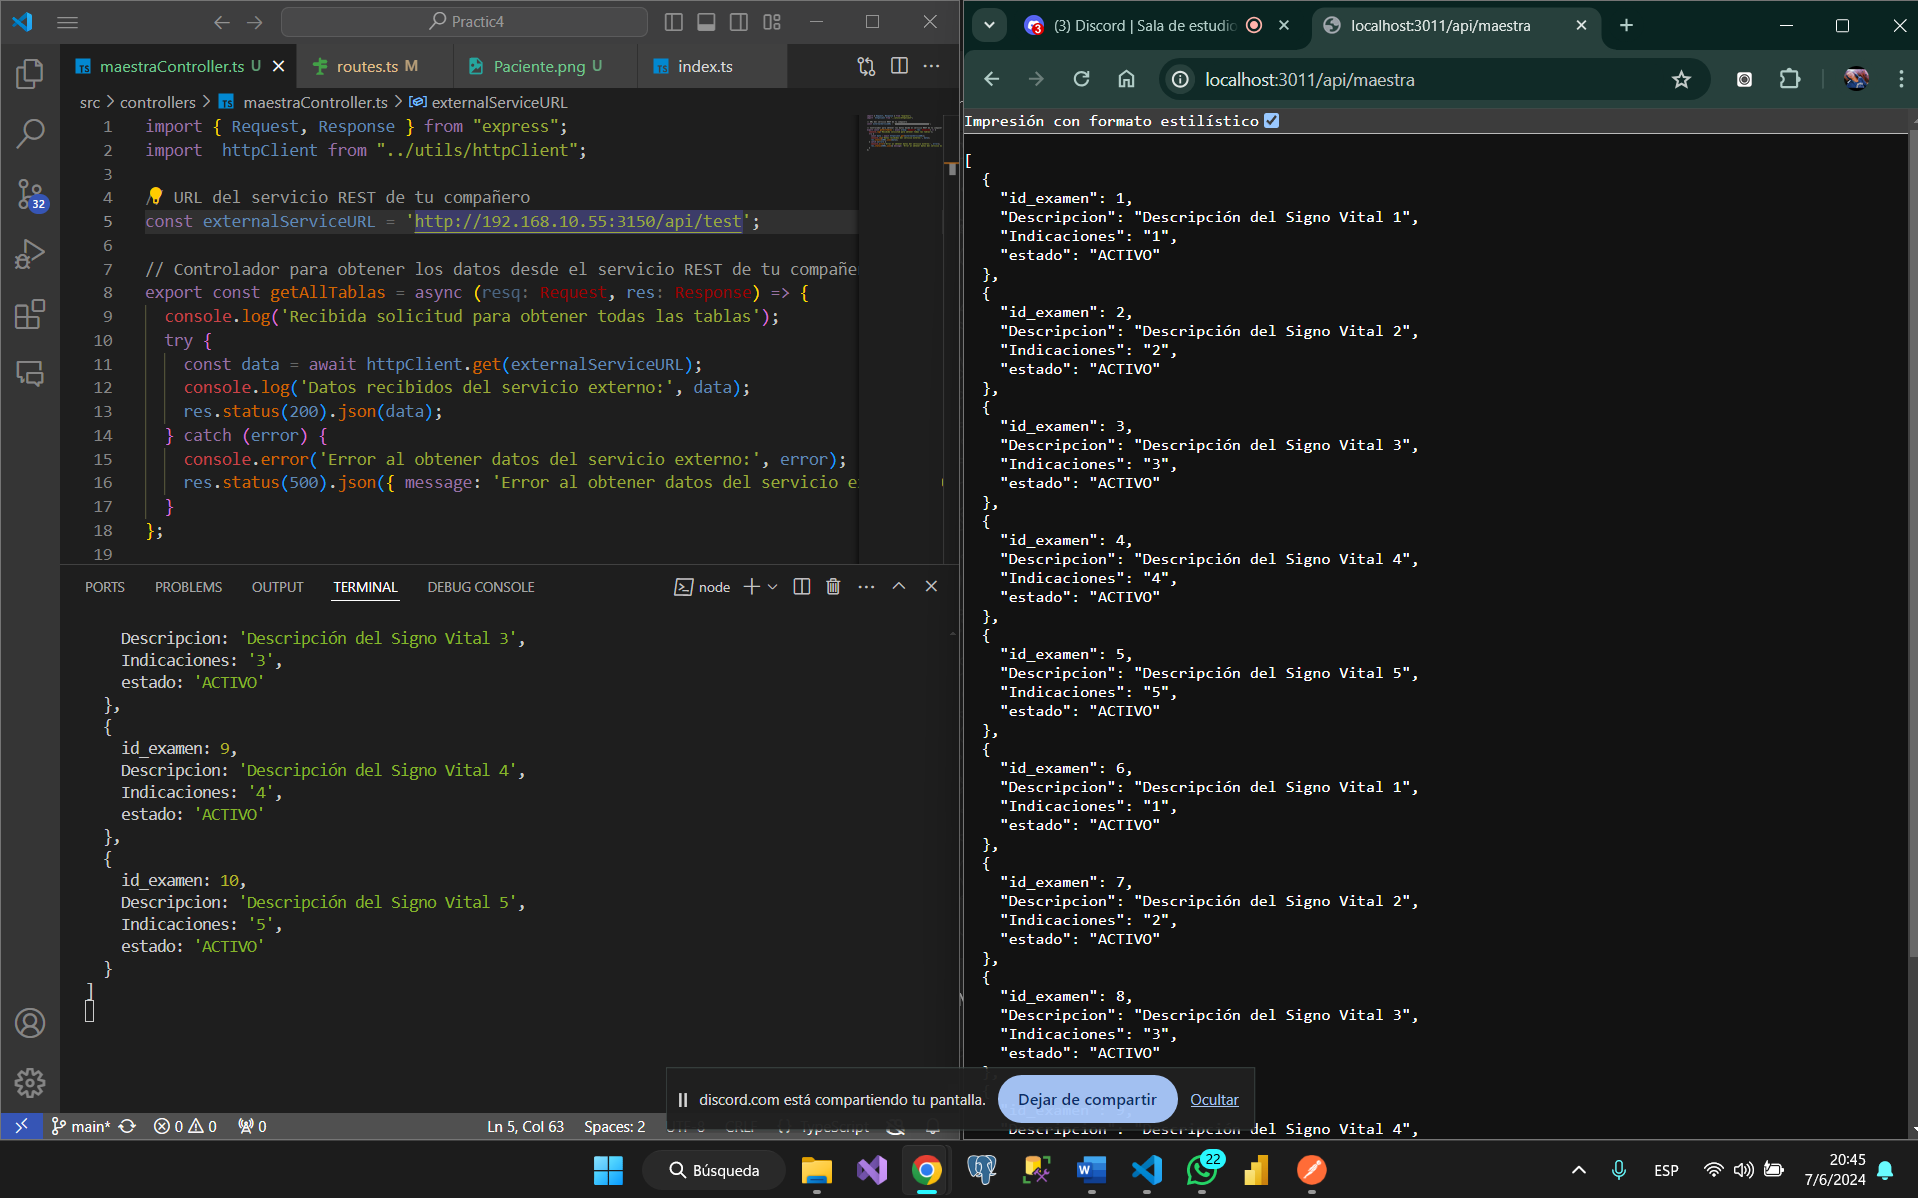 Practic4
maestraController.ts U
routes.ts M
Paciente.png U
index.ts
src > controllers > maestraController.ts > externalServiceURL
1 import { Request, Response } from "express";
2 import  httpClient from "../utils/httpClient";
3
4 URL del servicio REST de tu compañero
5 const externalServiceURL = 'http://192.168.10.55:3150/api/test';
6
7 // Controlador para obtener los datos desde el servicio REST de tu compañe
8 export const getAllTablas = async (resq: Request, res: Response) => {
9 console.log('Recibida solicitud para obtener todas las tablas');
10 try {
11 const data = await httpClient.get(externalServiceURL);
12 console.log('Datos recibidos del servicio externo:', data);
13 res.status(200).json(data);
14 } catch (error) {
15 console.error('Error al obtener datos del servicio externo:', error);
16 res.status(500).json({ message: 'Error al obtener datos del servicio e
17 }
18 };
19
32
PORTS PROBLEMS OUTPUT TERMINAL DEBUG CONSOLE
node
Descripcion: 'Descripción del Signo Vital 3',
Indicaciones: '3',
estado: 'ACTIVO'
},
{
id_examen: 9,
Descripcion: 'Descripción del Signo Vital 4',
Indicaciones: '4',
estado: 'ACTIVO'
},
{
id_examen: 10,
Descripcion: 'Descripción del Signo Vital 5',
Indicaciones: '5',
estado: 'ACTIVO'
}
]
main* 0 0 0
Ln 5, Col 63 Spaces: 2 TypeScript
(3) Discord | Sala de estudio
localhost:3011/api/maestra
localhost:3011/api/maestra
Impresión con formato estilístico
[
{
"id_examen": 1,
"Descripcion": "Descripción del Signo Vital 1",
"Indicaciones": "1",
"estado": "ACTIVO"
},
{
"id_examen": 2,
"Descripcion": "Descripción del Signo Vital 2",
"Indicaciones": "2",
"estado": "ACTIVO"
},
{
"id_examen": 3,
"Descripcion": "Descripción del Signo Vital 3",
"Indicaciones": "3",
"estado": "ACTIVO"
},
{
"id_examen": 4,
"Descripcion": "Descripción del Signo Vital 4",
"Indicaciones": "4",
"estado": "ACTIVO"
},
{
"id_examen": 5,
"Descripcion": "Descripción del Signo Vital 5",
"Indicaciones": "5",
"estado": "ACTIVO"
},
{
"id_examen": 6,
"Descripcion": "Descripción del Signo Vital 1",
"Indicaciones": "1",
"estado": "ACTIVO"
},
{
"id_examen": 7,
"Descripcion": "Descripción del Signo Vital 2",
"Indicaciones": "2",
"estado": "ACTIVO"
},
{
"id_examen": 8,
"Descripcion": "Descripción del Signo Vital 3",
"Indicaciones": "3",
"estado": "ACTIVO"
"Descripcion": "Descripción del Signo Vital 4",
discord.com está compartiendo tu pantalla.
Dejar de compartir
Ocultar
Búsqueda
22
ESP
20:45
7/6/2024